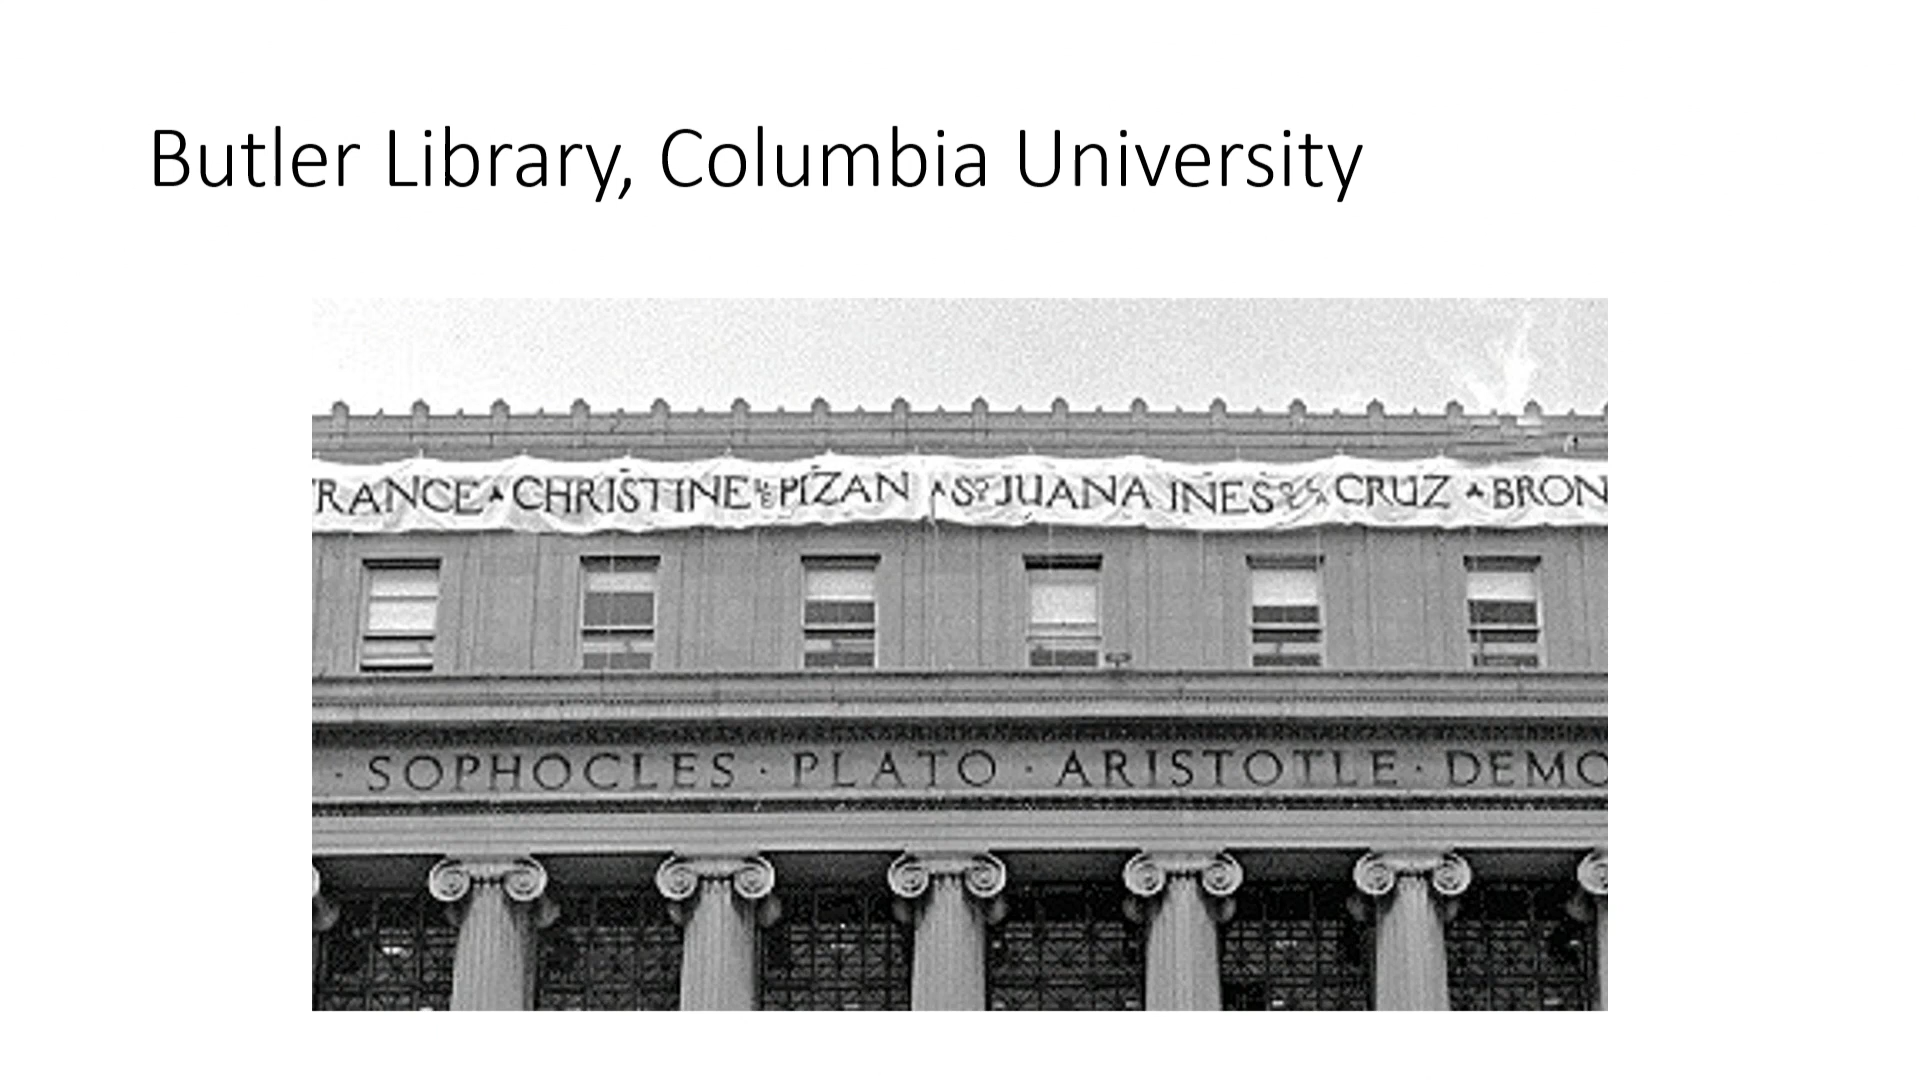 Butler Library, Columbia University
RANCE ▲ CHRISTINE DE PIZAN ▲ SOR JUANA INES DE LA CRUZ ▲ BRON
· SOPHOCLES · PLATO · ARISTOTLE · DEMO